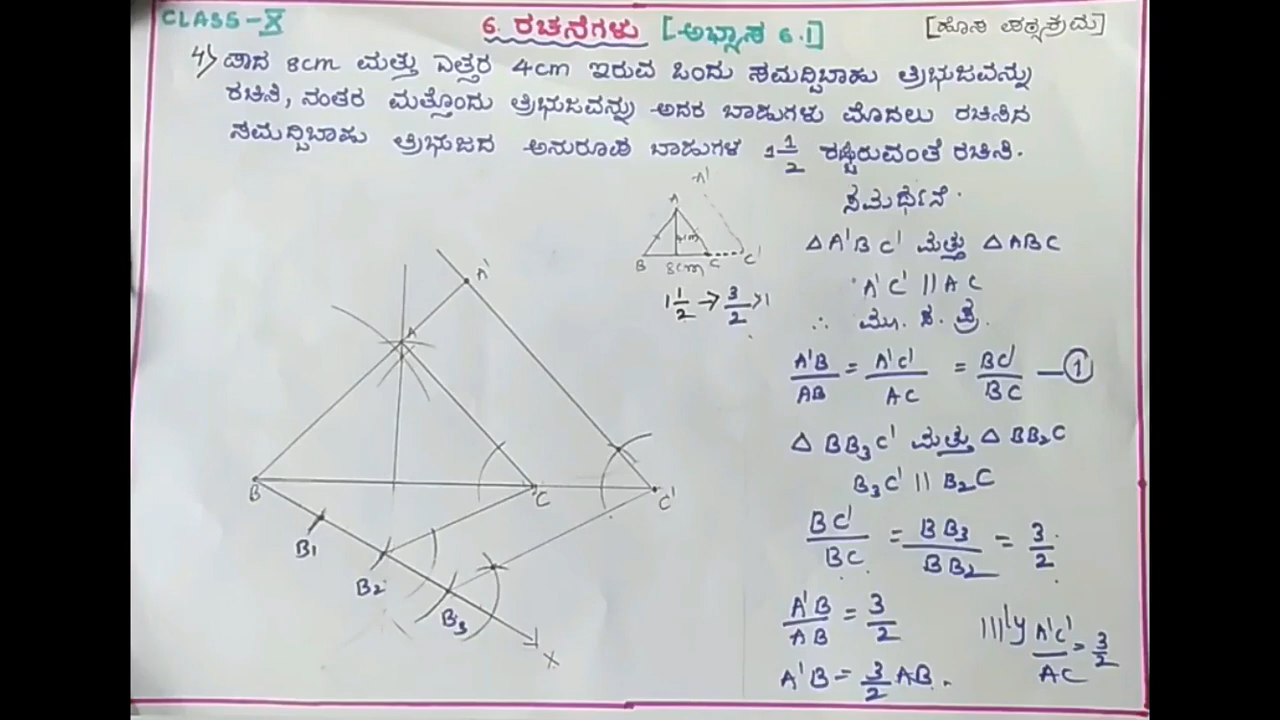 CLASS-X
6. ರಚನೆಗಳು [ಅಭ್ಯಾಸ 6.1]
[ಹೊಸ ಪಠ್ಯಕ್ರಮ]
4) ಪಾದ 8cm ಮತ್ತು ಎತ್ತರ 4cm ಇರುವ ಒಂದು ಸಮದ್ವಿಬಾಹು ತ್ರಿಭುಜವನ್ನು
ರಚಿಸಿ, ನಂತರ ಮತ್ತೊಂದು ತ್ರಿಭುಜವನ್ನು ಅದರ ಬಾಹುಗಳು ಮೊದಲು ರಚಿಸಿದ
ಸಮದ್ವಿಬಾಹು ತ್ರಿಭುಜದ ಅನುರೂಪ ಬಾಹುಗಳ 1 1/2 ರಷ್ಟಿರುವಂತೆ ರಚಿಸಿ.
A'
A
4cm
B 8cm C C'
1 1/2 → 3/2 > 1
ಸಮರ್ಥನೆ.
△A'BC' ಮತ್ತು △ABC
A'C' || AC
∴ ಮೂ. ಸ. ಪ್ರ.
A'B/AB = A'C'/AC = BC'/BC — ①
△ BB3C' ಮತ್ತು △ BB2C
B3C' || B2C
BC'/BC = BB3/BB2 = 3/2
A'B/AB = 3/2
|||ly A'C'/AC = 3/2
A'B = 3/2 AB.
A'
A
B
C
C'
B1
B2
B3
X